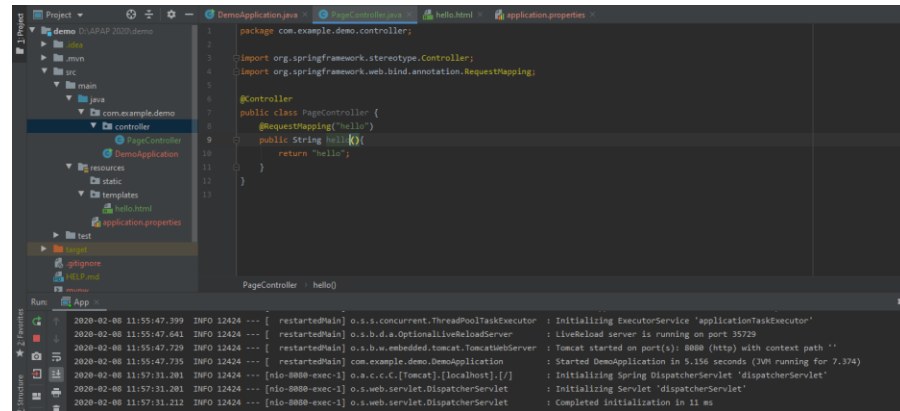 Project
DemoApplication.java
PageController.java
hello.html
application.properties
1: Project
demo D:\APAP 2020\demo
.idea
.mvn
src
main
java
com.example.demo
controller
PageController
DemoApplication
resources
static
templates
hello.html
application.properties
test
target
.gitignore
HELP.md
1 package com.example.demo.controller;
2
3 import org.springframework.stereotype.Controller;
4 import org.springframework.web.bind.annotation.RequestMapping;
5
6 @Controller
7 public class PageController {
8 @RequestMapping("hello")
9 public String hello(){
10 return "hello";
11 }
12 }
13
PageController › hello()
Run: App
2: Favorites
Structure
2020-02-08 11:55:47.399 INFO 12424 --- [ restartedMain] o.s.s.concurrent.ThreadPoolTaskExecutor : Initializing ExecutorService 'applicationTaskExecutor'
2020-02-08 11:55:47.641 INFO 12424 --- [ restartedMain] o.s.b.d.a.OptionalLiveReloadServer : LiveReload server is running on port 35729
2020-02-08 11:55:47.729 INFO 12424 --- [ restartedMain] o.s.b.w.embedded.tomcat.TomcatWebServer : Tomcat started on port(s): 8080 (http) with context path ''
2020-02-08 11:55:47.735 INFO 12424 --- [ restartedMain] com.example.demo.DemoApplication : Started DemoApplication in 5.156 seconds (JVM running for 7.374)
2020-02-08 11:57:31.201 INFO 12424 --- [nio-8080-exec-1] o.a.c.c.C.[Tomcat].[localhost].[/] : Initializing Spring DispatcherServlet 'dispatcherServlet'
2020-02-08 11:57:31.201 INFO 12424 --- [nio-8080-exec-1] o.s.web.servlet.DispatcherServlet : Initializing Servlet 'dispatcherServlet'
2020-02-08 11:57:31.212 INFO 12424 --- [nio-8080-exec-1] o.s.web.servlet.DispatcherServlet : Completed initialization in 11 ms